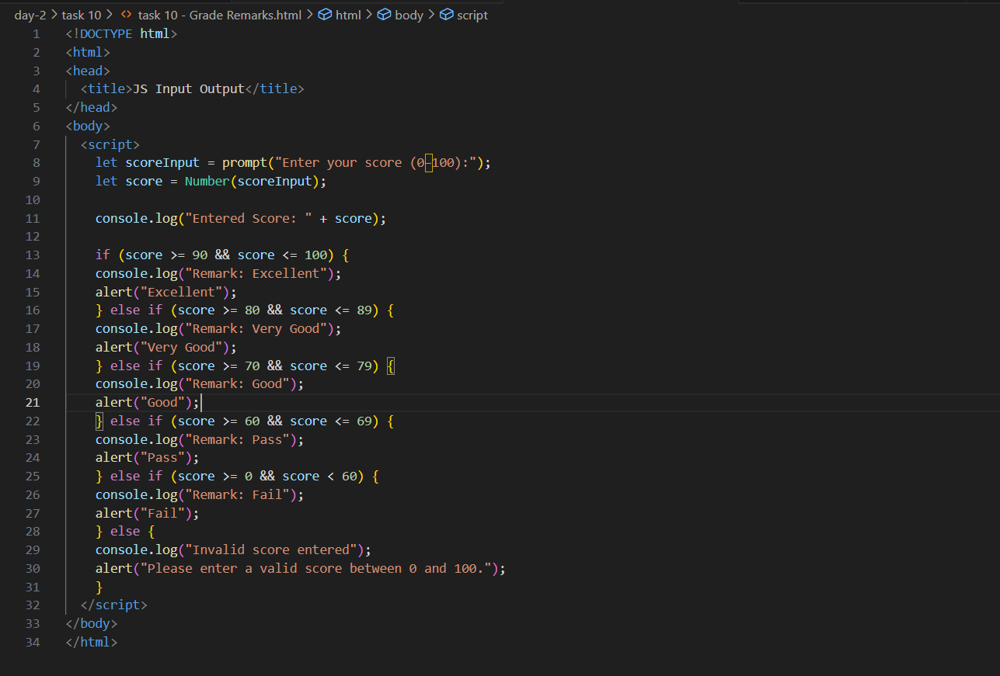 day-2 > task 10 > <> task 10 - Grade Remarks.html > html > body > script
1 <!DOCTYPE html>
2 <html>
3 <head>
4   <title>JS Input Output</title>
5 </head>
6 <body>
7   <script>
8     let scoreInput = prompt("Enter your score (0–100):");
9     let score = Number(scoreInput);
10
11     console.log("Entered Score: " + score);
12
13     if (score >= 90 && score <= 100) {
14     console.log("Remark: Excellent");
15     alert("Excellent");
16     } else if (score >= 80 && score <= 89) {
17     console.log("Remark: Very Good");
18     alert("Very Good");
19     } else if (score >= 70 && score <= 79) {
20     console.log("Remark: Good");
21     alert("Good");
22     } else if (score >= 60 && score <= 69) {
23     console.log("Remark: Pass");
24     alert("Pass");
25     } else if (score >= 0 && score < 60) {
26     console.log("Remark: Fail");
27     alert("Fail");
28     } else {
29     console.log("Invalid score entered");
30     alert("Please enter a valid score between 0 and 100.");
31     }
32   </script>
33 </body>
34 </html>